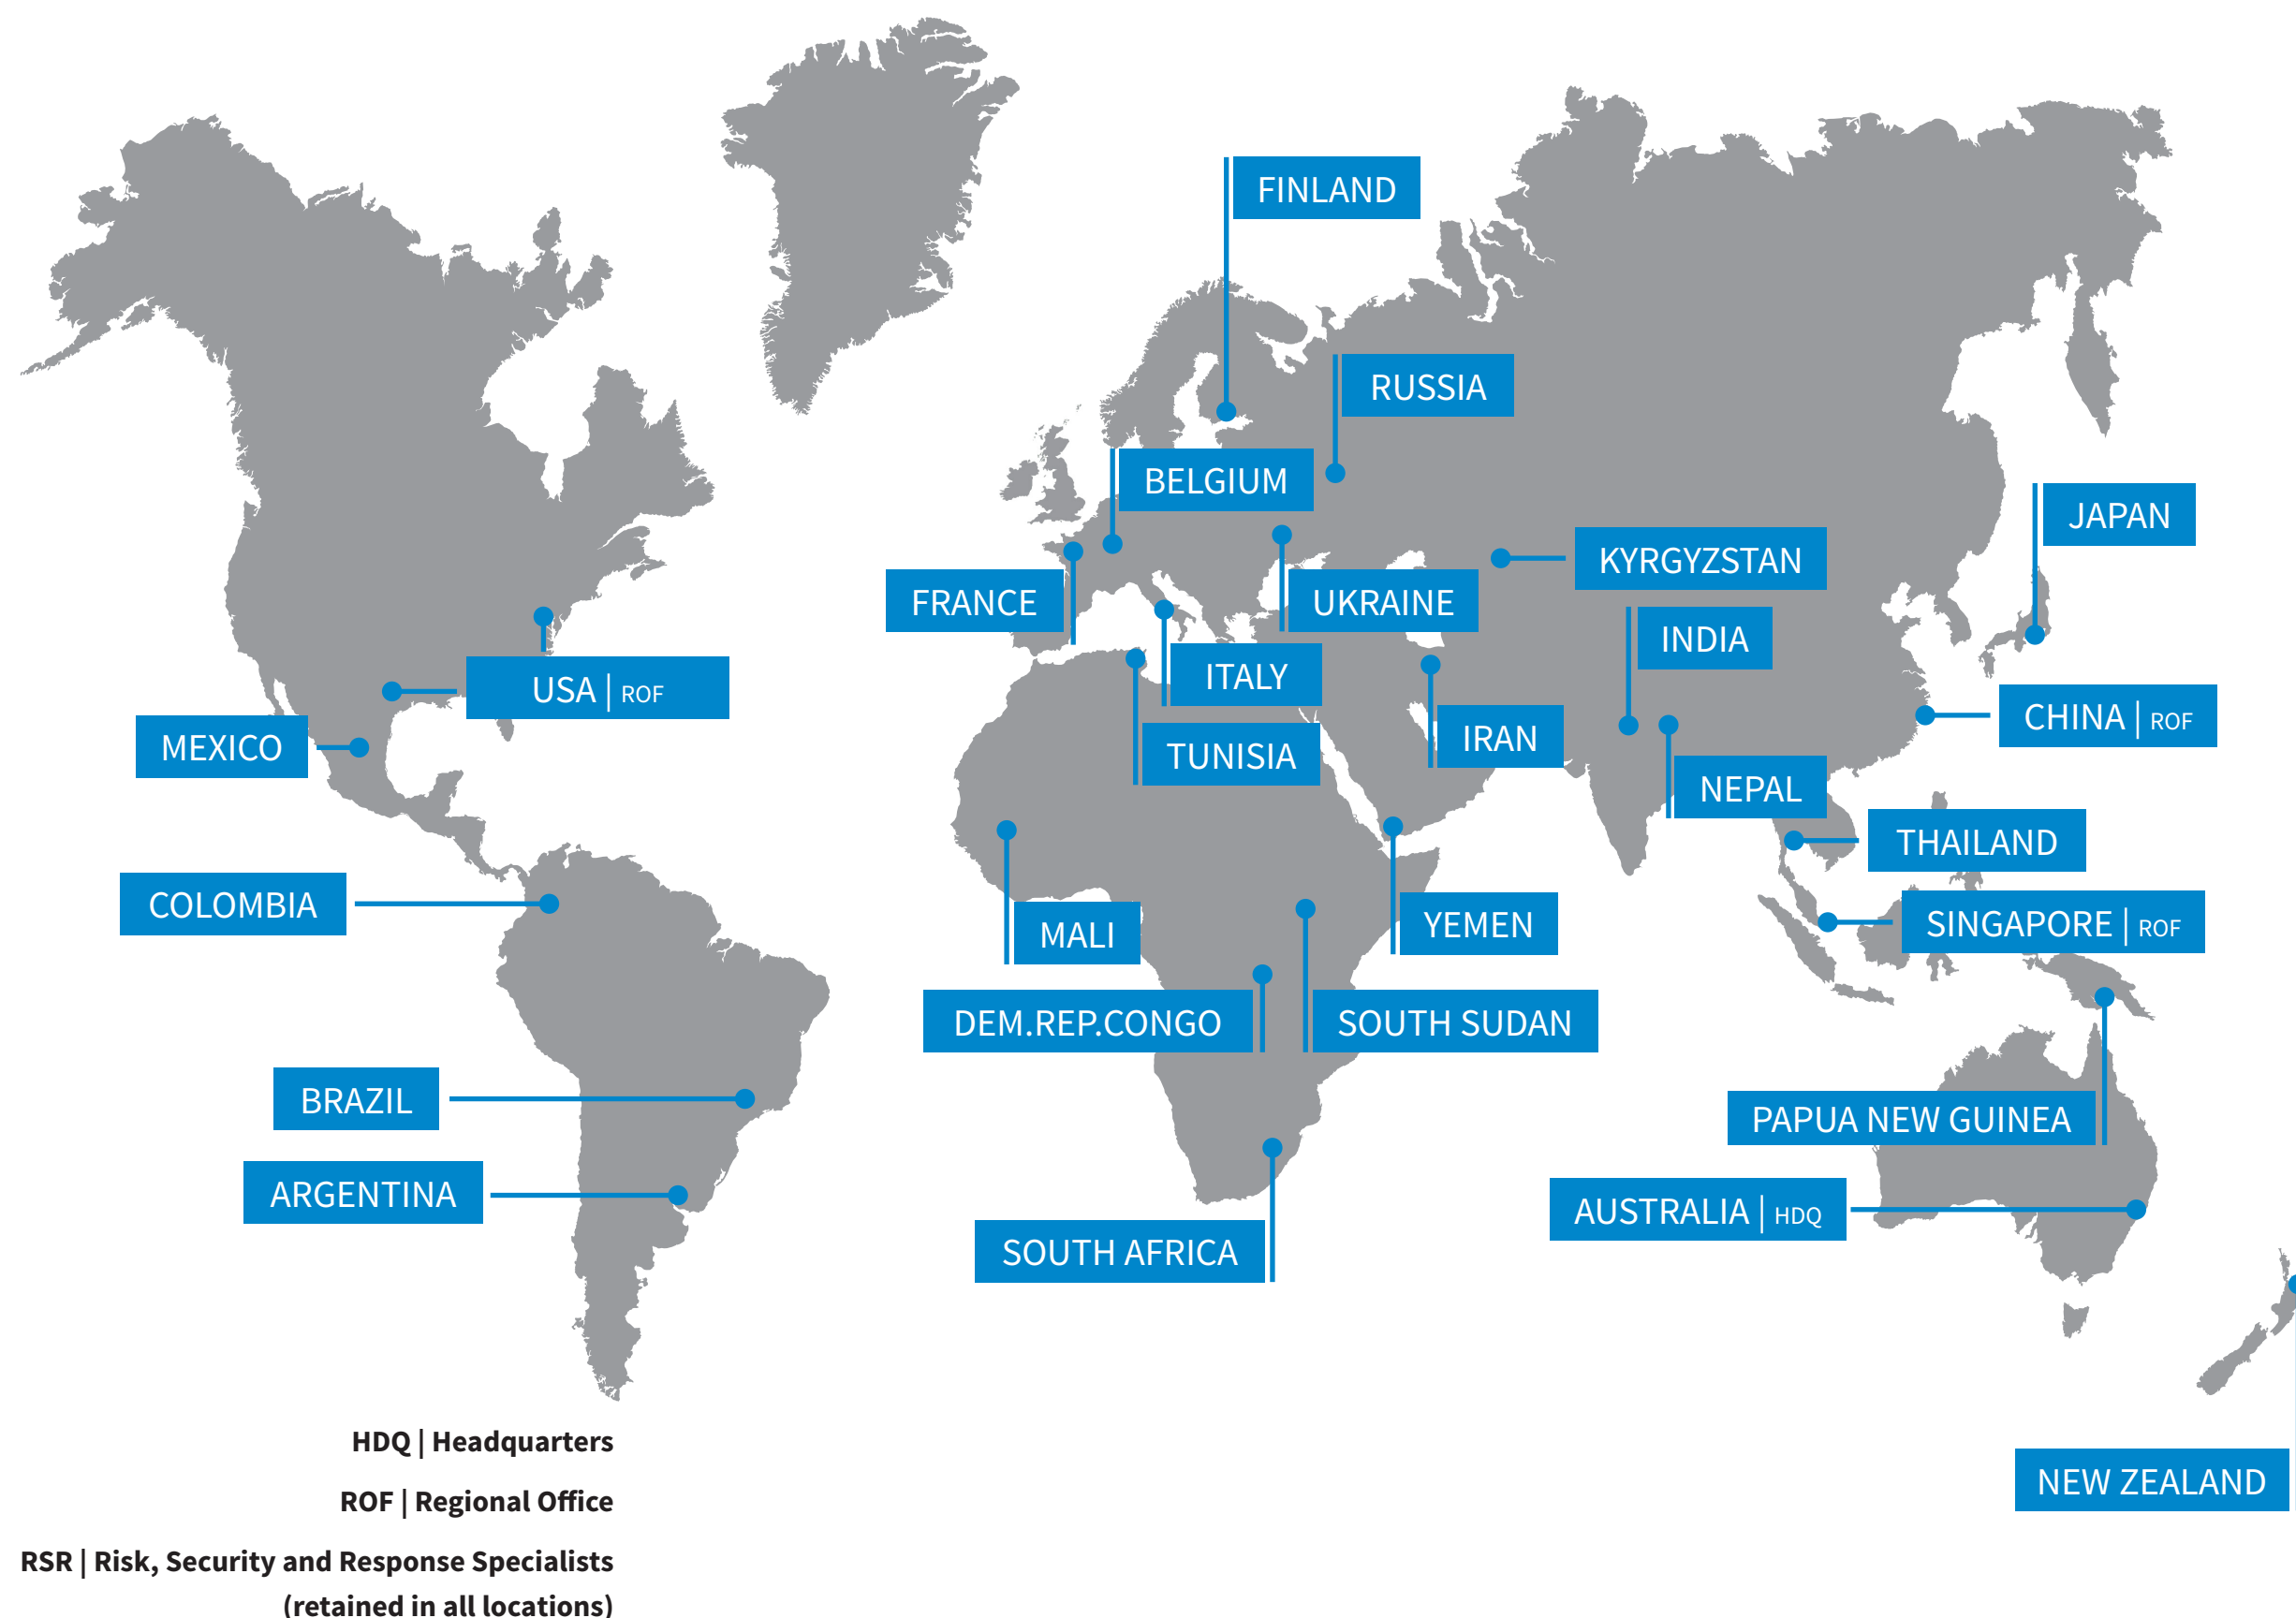 FINLAND
RUSSIA
BELGIUM
JAPAN
KYRGYZSTAN
FRANCE
UKRAINE
INDIA
ITALY
USA | ROF
CHINA | ROF
MEXICO
IRAN
TUNISIA
NEPAL
THAILAND
COLOMBIA
MALI
YEMEN
SINGAPORE | ROF
DEM.REP.CONGO
SOUTH SUDAN
BRAZIL
PAPUA NEW GUINEA
ARGENTINA
AUSTRALIA | HDQ
SOUTH AFRICA
NEW ZEALAND
HDQ | Headquarters
ROF | Regional Office
RSR | Risk, Security and Response Specialists
(retained in all locations)